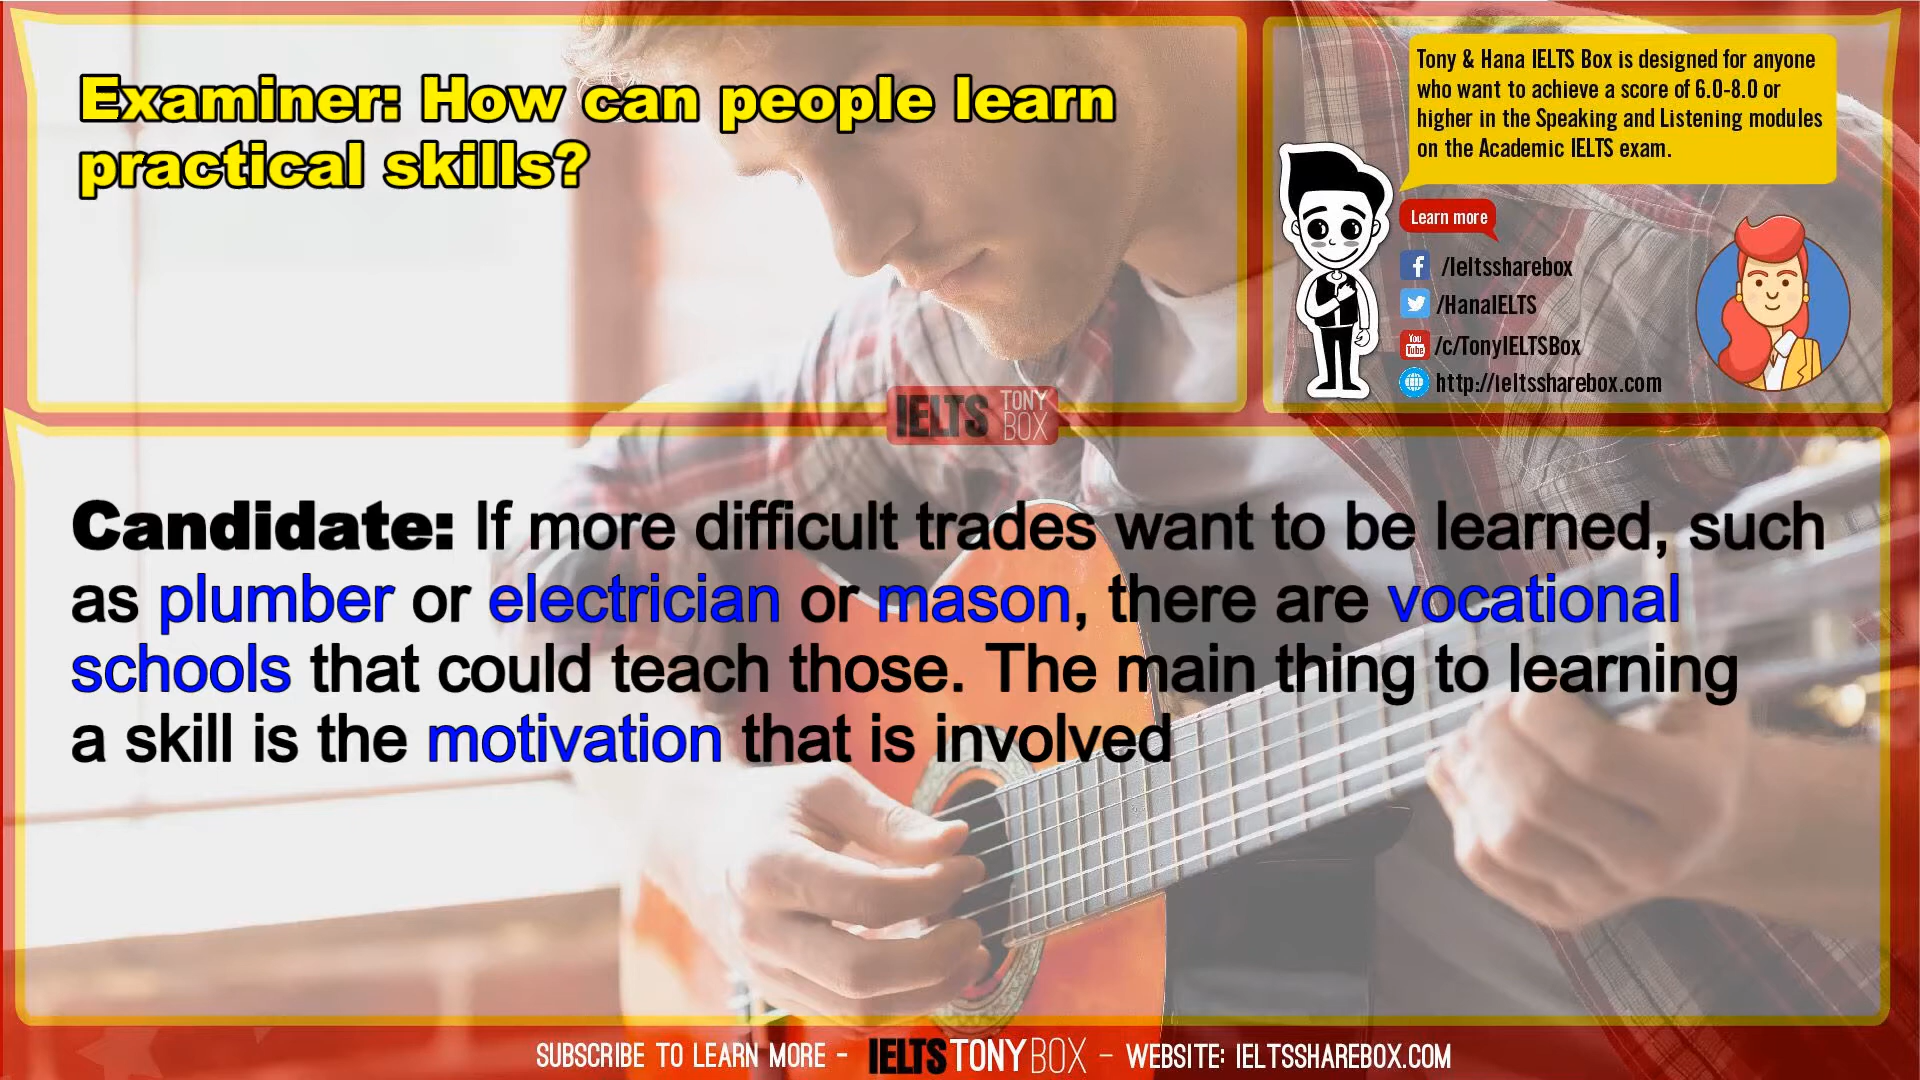 Examiner: How can people learn
practical skills?
Tony & Hana IELTS Box is designed for anyone
who want to achieve a score of 6.0-8.0 or
higher in the Speaking and Listening modules
on the Academic IELTS exam.
Learn more
f /Ieltssharebox
/HanaIELTS
You Tube /c/TonyIELTSBox
http://ieltssharebox.com
IELTS TONY BOX
Candidate: If more difficult trades want to be learned, such
as plumber or electrician or mason, there are vocational
schools that could teach those. The main thing to learning
a skill is the motivation that is involved
SUBSCRIBE TO LEARN MORE - IELTS TONY BOX - WEBSITE: IELTSSHAREBOX.COM